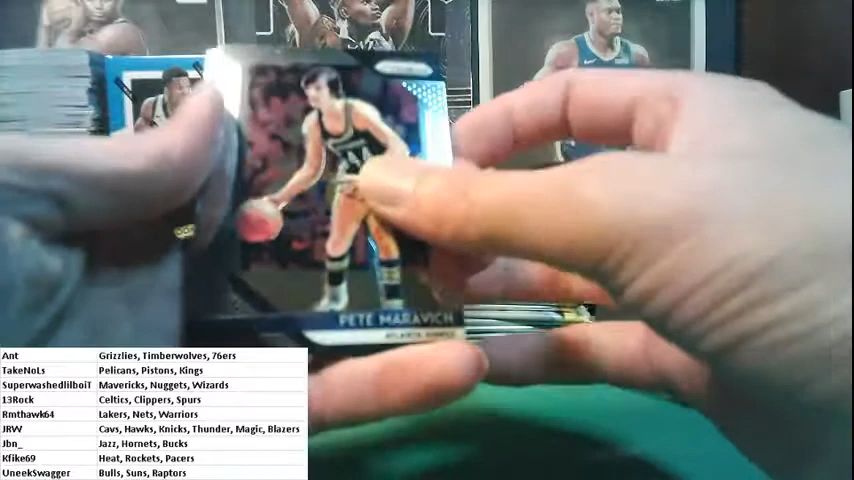 PETE MARAVICH
ATLANTA HAWKS
Ant Grizzlies, Timberwolves, 76ers
TakeNoLs Pelicans, Pistons, Kings
SuperwashedlilboiT Mavericks, Nuggets, Wizards
13Rock Celtics, Clippers, Spurs
Rmthawk64 Lakers, Nets, Warriors
JRW Cavs, Hawks, Knicks, Thunder, Magic, Blazers
Jbn_ Jazz, Hornets, Bucks
Kfike69 Heat, Rockets, Pacers
UneekSwagger Bulls, Suns, Raptors